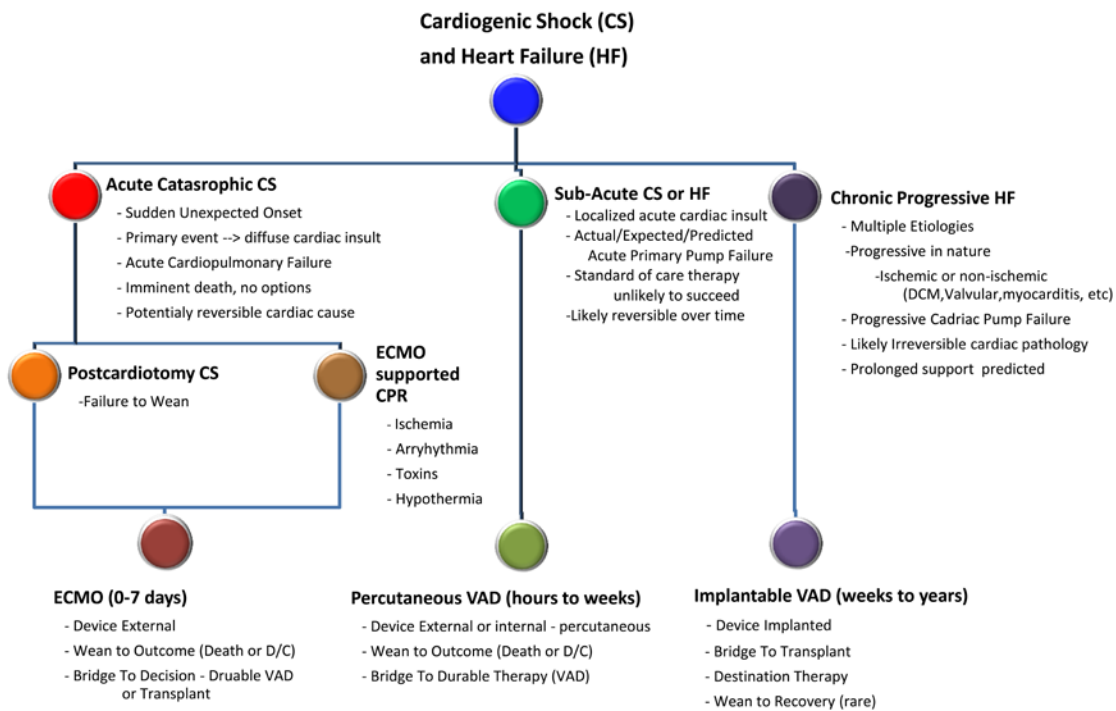 Cardiogenic Shock (CS)
and Heart Failure (HF)
Acute Catasrophic CS
- Sudden Unexpected Onset
- Primary event --> diffuse cardiac insult
- Acute Cardiopulmonary Failure
- Imminent death, no options
- Potentialy reversible cardiac cause
Sub-Acute CS or HF
- Localized acute cardiac insult
- Actual/Expected/Predicted
Acute Primary Pump Failure
- Standard of care therapy
unlikely to succeed
-Likely reversible over time
Chronic Progressive HF
- Multiple Etiologies
-Progressive in nature
-Ischemic or non-ischemic
(DCM,Valvular,myocarditis, etc)
- Progressive Cadriac Pump Failure
- Likely Irreversible cardiac pathology
- Prolonged support predicted
Postcardiotomy CS
-Failure to Wean
ECMO
supported
CPR
- Ischemia
- Arryhythmia
- Toxins
- Hypothermia
ECMO (0-7 days)
- Device External
- Wean to Outcome (Death or D/C)
- Bridge To Decision - Druable VAD
or Transplant
Percutaneous VAD (hours to weeks)
- Device External or internal - percutaneous
- Wean to Outcome (Death or D/C)
- Bridge To Durable Therapy (VAD)
Implantable VAD (weeks to years)
- Device Implanted
- Bridge To Transplant
- Destination Therapy
- Wean to Recovery (rare)